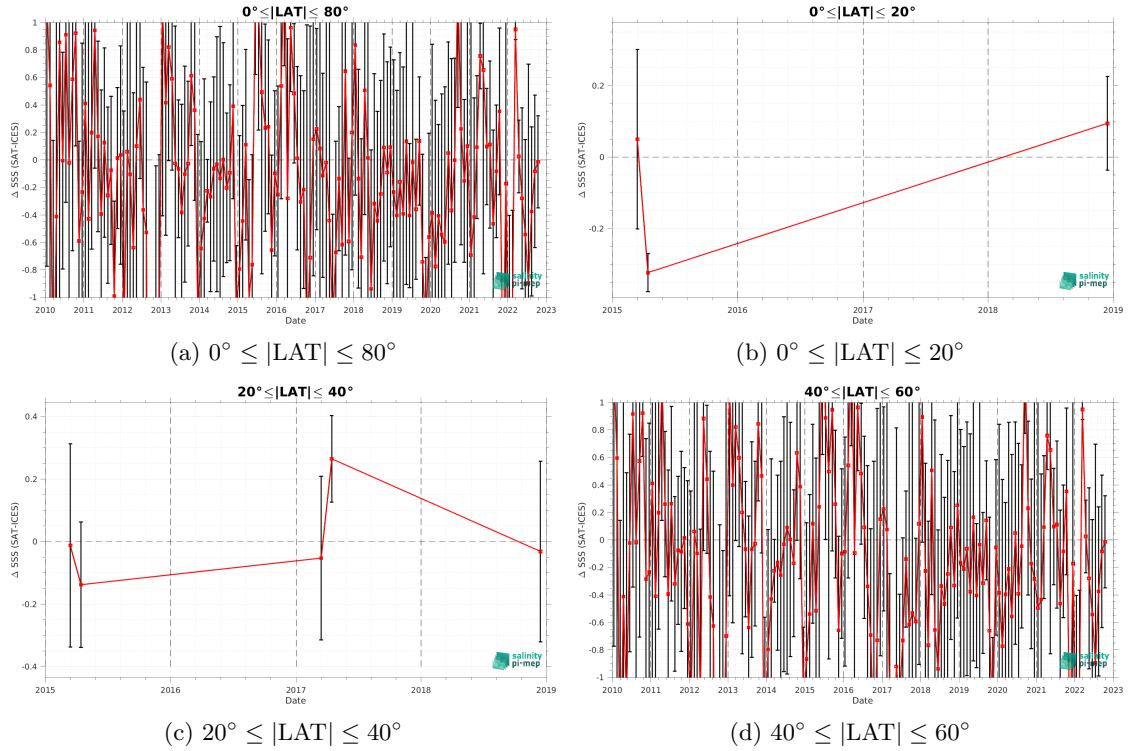 0°≤|LAT|≤ 80°
1
0.8
0.6
0.4
0.2
0
-0.2
-0.4
-0.6
-0.8
-1
Δ SSS (SAT-ICES)
2010 2011 2012 2013 2014 2015 2016 2017 2018 2019 2020 2021 2022 2023
Date
salinity
pi-mep
(a) 0° ≤ |LAT| ≤ 80°
0°≤|LAT|≤ 20°
0.2
0
-0.2
Δ SSS (SAT-ICES)
2015 2016 2017 2018 2019
Date
salinity
pi-mep
(b) 0° ≤ |LAT| ≤ 20°
20°≤|LAT|≤ 40°
0.4
0.2
0
-0.2
-0.4
Δ SSS (SAT-ICES)
2015 2016 2017 2018 2019
Date
salinity
pi-mep
(c) 20° ≤ |LAT| ≤ 40°
40°≤|LAT|≤ 60°
1
0.8
0.6
0.4
0.2
0
-0.2
-0.4
-0.6
-0.8
-1
Δ SSS (SAT-ICES)
2010 2011 2012 2013 2014 2015 2016 2017 2018 2019 2020 2021 2022 2023
Date
salinity
pi-mep
(d) 40° ≤ |LAT| ≤ 60°